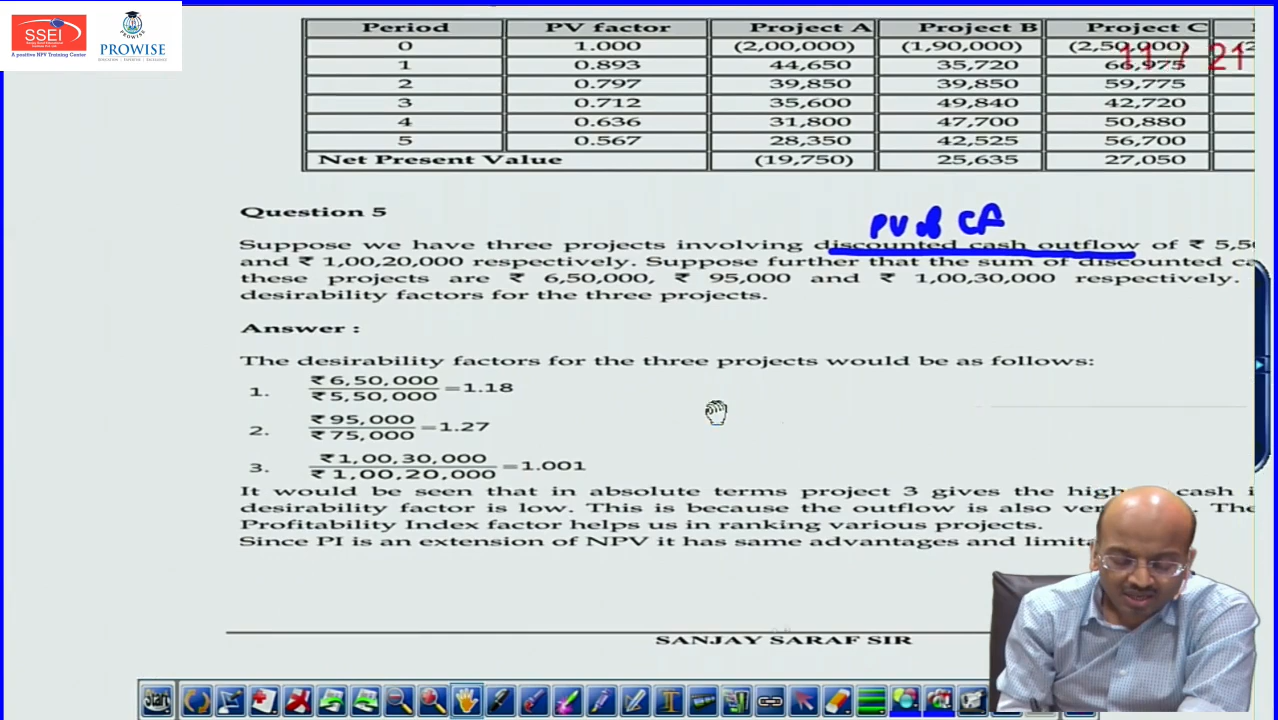 SSEI
A positive NPV Training Center
PROWISE
Period PV factor Project A Project B Project C
0 1.000 (2,00,000) (1,90,000) (2,50,000) (2
11 / 21
1 0.893 44,650 35,720 66,975
2 0.797 39,850 39,850 59,775
3 0.712 35,600 49,840 42,720
4 0.636 31,800 47,700 50,880
5 0.567 28,350 42,525 56,700
Net Present Value (19,750) 25,635 27,050
Question 5
PV of
Suppose we have three projects involving discounted cash outflow of ₹ 5,5
and ₹ 1,00,20,000 respectively. Suppose further that the sum of discounted ca
these projects are ₹ 6,50,000, ₹ 95,000 and ₹ 1,00,30,000 respectively.
desirability factors for the three projects.
Answer :
The desirability factors for the three projects would be as follows:
1. ₹ 6,50,000
₹ 5,50,000 =1.18
2. ₹ 95,000
₹ 75,000 =1.27
3. ₹ 1,00,30,000
₹ 1,00,20,000 =1.001
It would be seen that in absolute terms project 3 gives the high cash i
desirability factor is low. This is because the outflow is also ver The
Profitability Index factor helps us in ranking various projects.
Since PI is an extension of NPV it has same advantages and limita
SANJAY SARAF SIR
Start